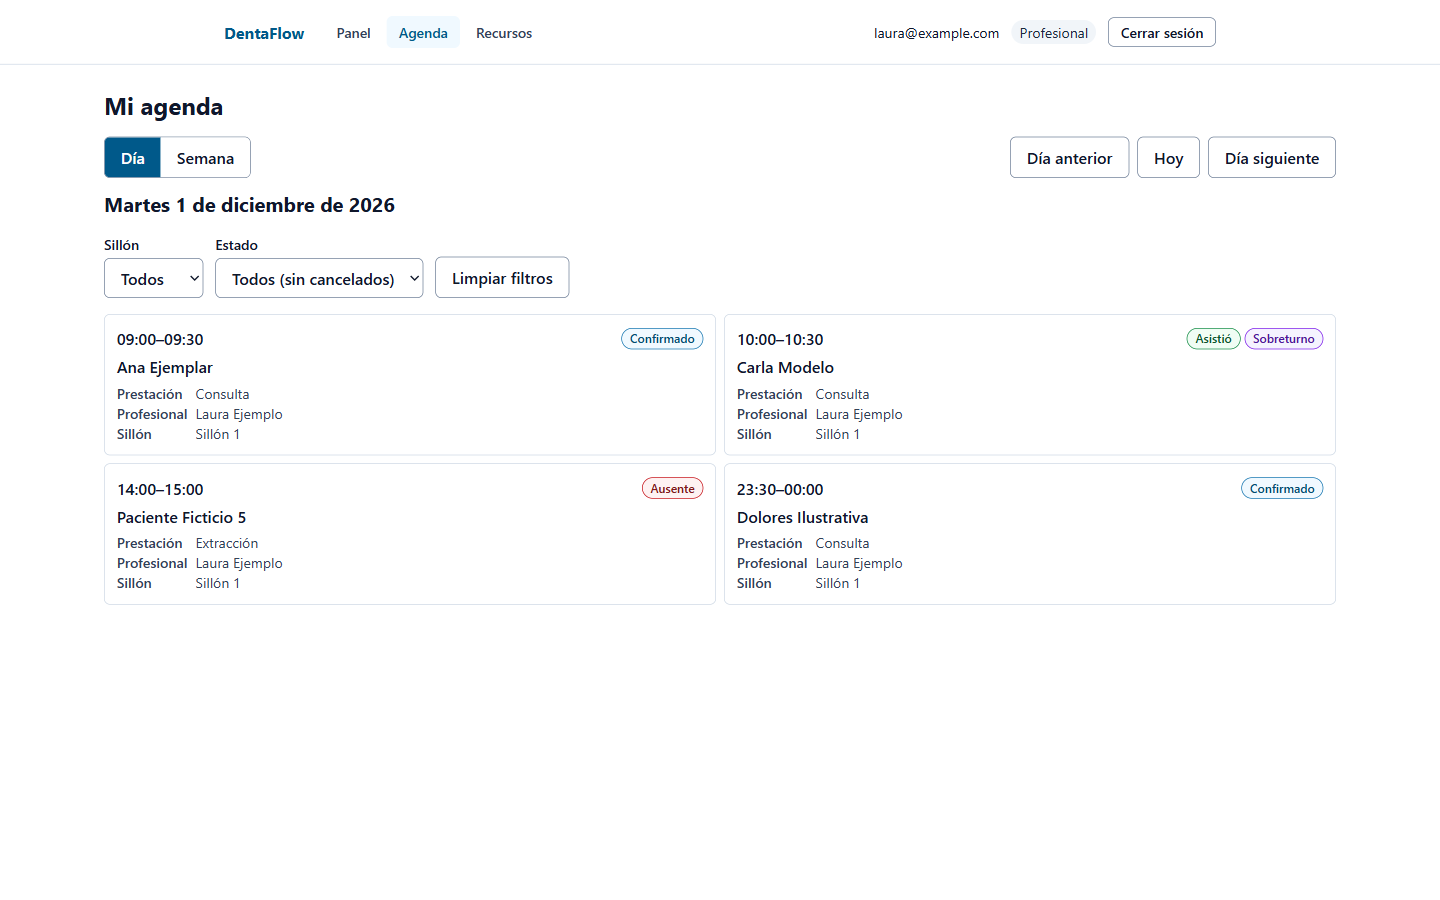 DentaFlow Panel Agenda Recursos laura@example.com Profesional Cerrar sesión
Mi agenda
Día Semana Día anterior Hoy Día siguiente
Martes 1 de diciembre de 2026
Sillón Estado
Todos Todos (sin cancelados) Limpiar filtros
09:00–09:30 Confirmado
Ana Ejemplar
Prestación Consulta
Profesional Laura Ejemplo
Sillón Sillón 1
10:00–10:30 Asistió Sobreturno
Carla Modelo
Prestación Consulta
Profesional Laura Ejemplo
Sillón Sillón 1
14:00–15:00 Ausente
Paciente Ficticio 5
Prestación Extracción
Profesional Laura Ejemplo
Sillón Sillón 1
23:30–00:00 Confirmado
Dolores Ilustrativa
Prestación Consulta
Profesional Laura Ejemplo
Sillón Sillón 1